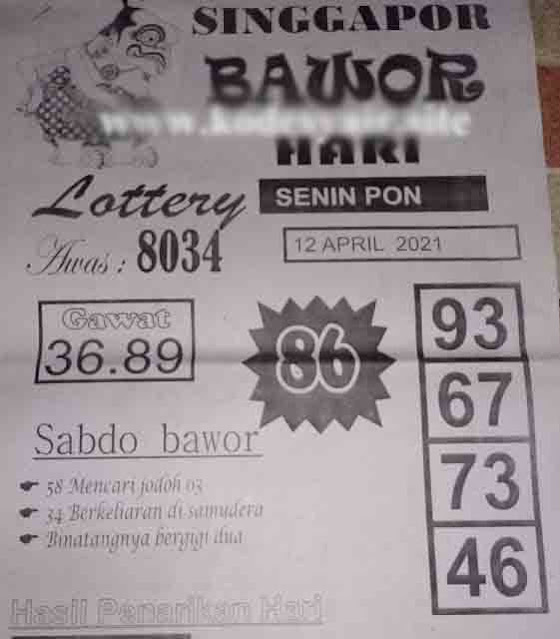 SINGGAPOR
BAWOR
HARI
Lottery
SENIN PON
Awas : 8034
12 APRIL 2021
Gawat
36.89
86
93
67
73
46
Sabdo bawor
58 Mencari jodoh 03
34 Berkeliaran di samudera
Binatangnya bergigi dua
Hasil Penarikan Hari